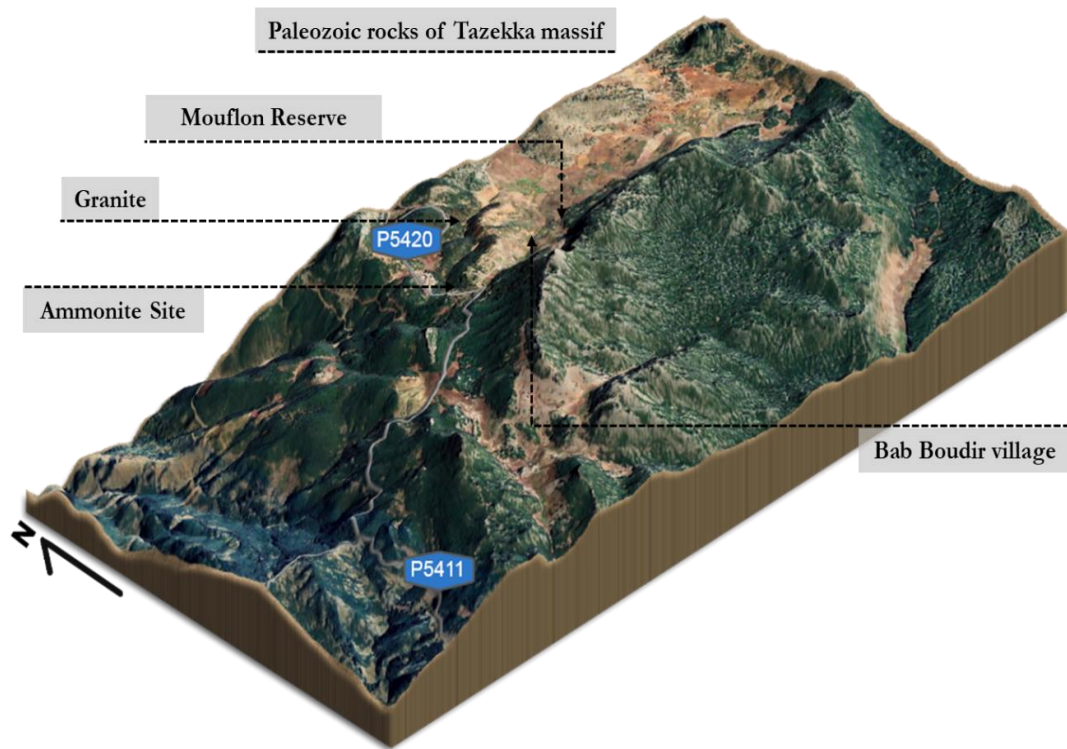 Paleozoic rocks of Tazekka massif
Mouflon Reserve
Granite
P5420
Ammonite Site
Bab Boudir village
N
P5411